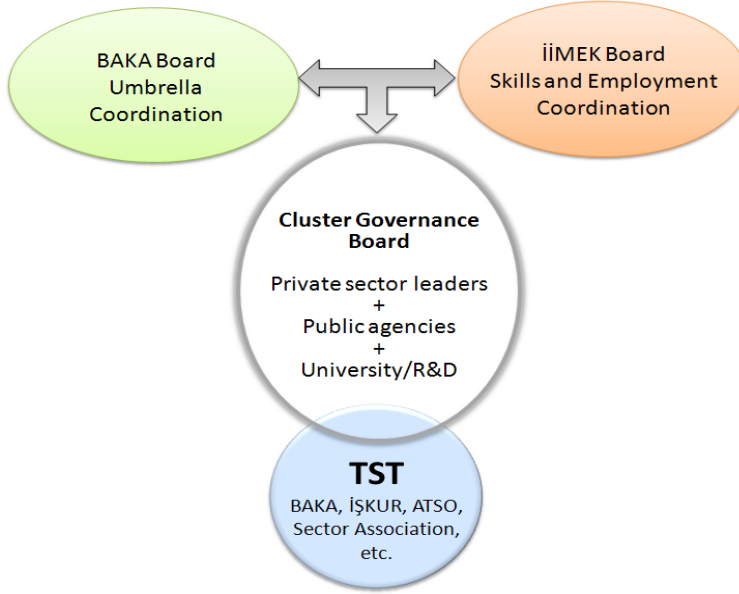 BAKA Board
Umbrella
Coordination
İİMEK Board
Skills and Employment
Coordination
Cluster Governance
Board
Private sector leaders
+
Public agencies
+
University/R&D
TST
BAKA, İŞKUR, ATSO,
Sector Association,
etc.